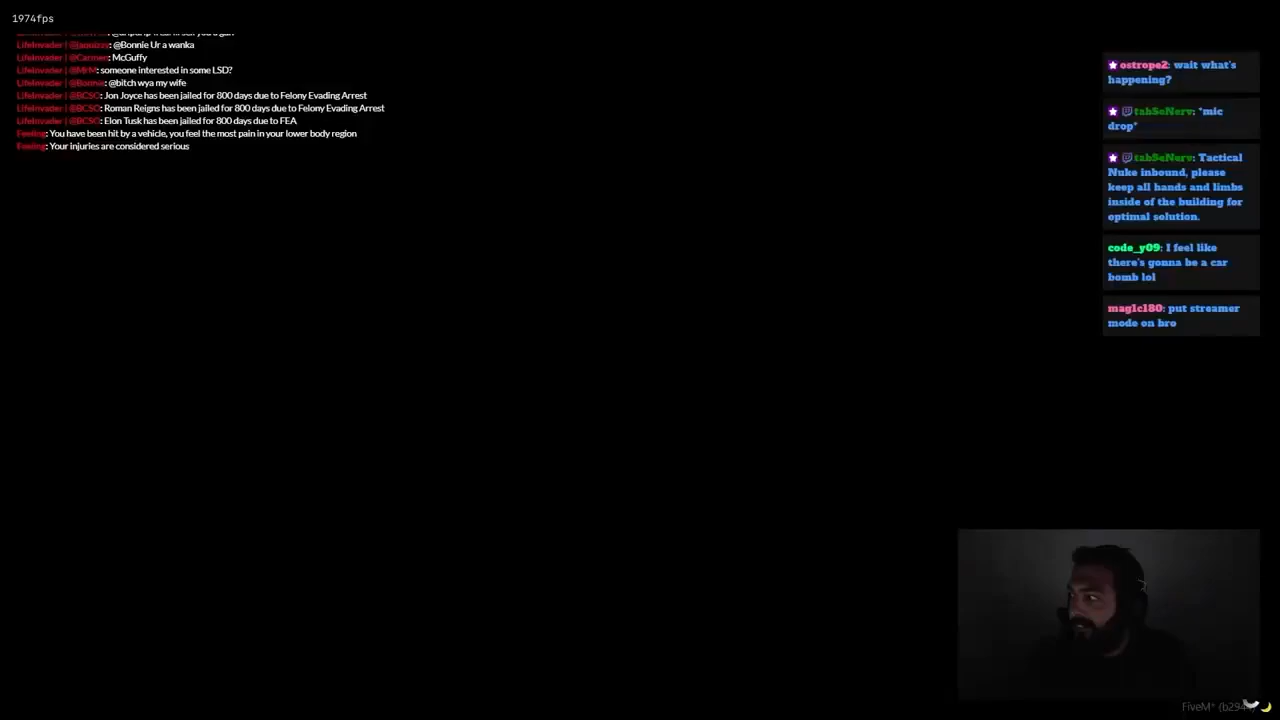 1974fps
LifeInvader | @jaquizzy: @Bonnie Ur a wanka
LifeInvader | @Carmen: McGuffy
LifeInvader | @MrM: someone interested in some LSD?
LifeInvader | @Bonnie: @bitch wya my wife
LifeInvader | @BCSO: Jon Joyce has been jailed for 800 days due to Felony Evading Arrest
LifeInvader | @BCSO: Roman Reigns has been jailed for 800 days due to Felony Evading Arrest
LifeInvader | @BCSO: Elon Tusk has been jailed for 800 days due to FEA
Feeling: You have been hit by a vehicle, you feel the most pain in your lower body region
Feeling: Your injuries are considered serious
ostrope2: wait what's
happening?
tabSeNerv: *mic
drop*
tabSeNerv: Tactical
Nuke inbound, please
keep all hands and limbs
inside of the building for
optimal solution.
code_y09: I feel like
there's gonna be a car
bomb lol
mag1c180: put streamer
mode on bro
FiveM*